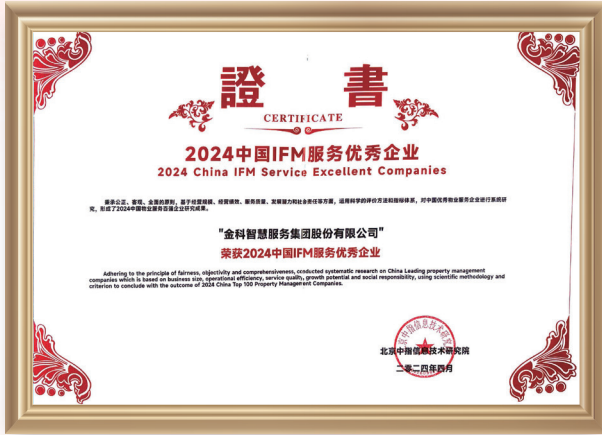 證 書
CERTIFICATE
2024中国IFM服务优秀企业
2024 China IFM Service Excellent Companies
秉承公正、客观、全面的原则，基于经营规模、经营绩效、服务质量、发展潜力和社会责任等方面，运用科学的评价方法和指标体系，对中国优秀物业服务企业进行系统研
究，形成了2024中国物业服务百强企业研究成果。
"金科智慧服务集团股份有限公司"
荣获2024中国IFM服务优秀企业
Adhering to the principle of fairness, objectivity and comprehensiveness, conducted systematic research on China Leading property management
companies which is based on business size, operational efficiency, service quality, growth potential and social responsibility, using scientific methodology and
criterion to conclude with the outcome of 2024 China Top 100 Property Management Companies.
北京中指信息技术研究院
二零二四年四月